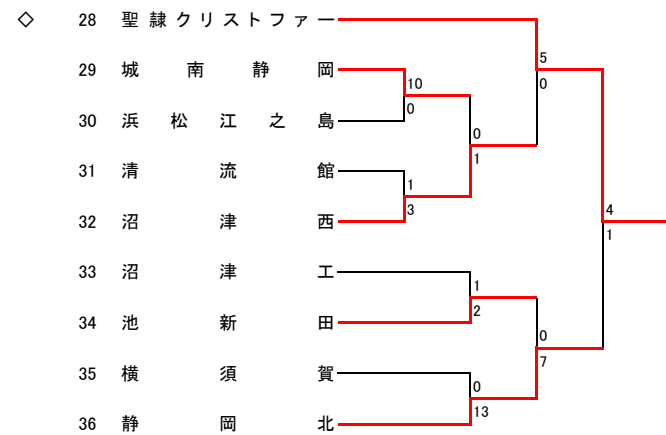 ◇ 28 聖隷クリストファー
5
29 城南静岡
10
0
0
30 浜松江之島
0
1
31 清流館
1
3
32 沼津西
4
1
33 沼津工
1
2
34 池新田
0
7
35 横須賀
0
13
36 静岡北